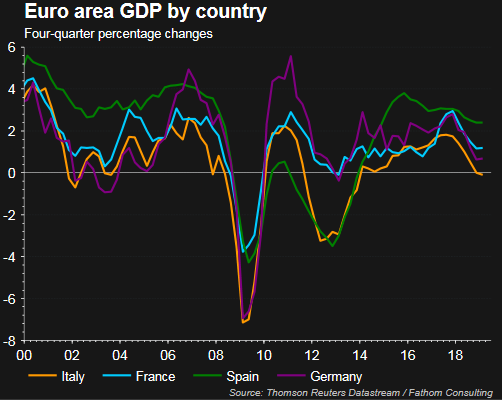 Euro area GDP by country
Four-quarter percentage changes
6
4
2
0
-2
-4
-6
-8
00 02 04 06 08 10 12 14 16 18
Italy France Spain Germany
Source: Thomson Reuters Datastream / Fathom Consulting